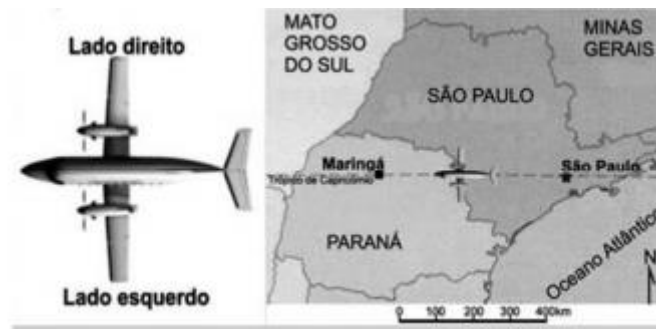 Lado direito
Lado esquerdo
MATO
GROSSO
DO SUL
MINAS
GERAIS
SÃO PAULO
Maringá
São Paulo
Trópico de Capricórnio
PARANÁ
Oceano Atlântico
N
0 100 200 300 400km